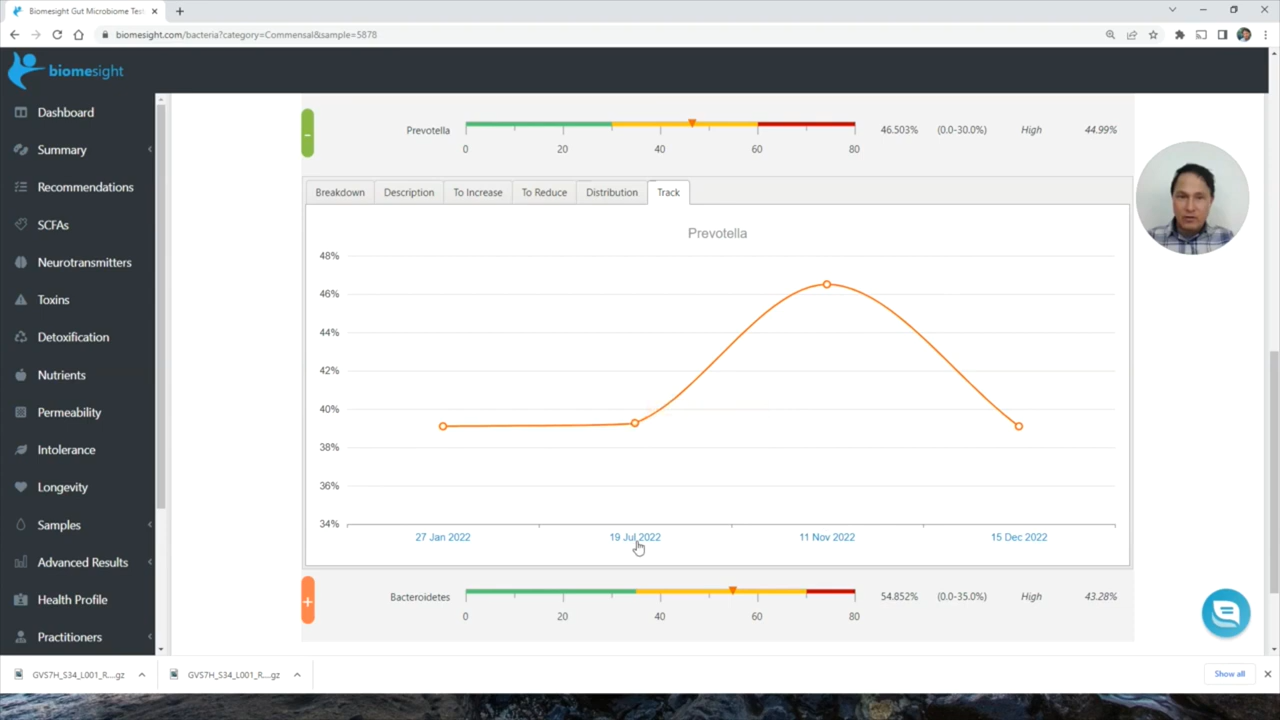 Biomesight Gut Microbiome Tes
biomesight.com/bacteria?category=Commensal&sample=5878
biomesight
Dashboard
Summary
Recommendations
SCFAs
Neurotransmitters
Toxins
Detoxification
Nutrients
Permeability
Intolerance
Longevity
Samples
Advanced Results
Health Profile
Practitioners
Prevotella
0 20 40 60 80
46.503% (0.0-30.0%) High 44.99%
Breakdown Description To Increase To Reduce Distribution Track
Prevotella
48%
46%
44%
42%
40%
38%
36%
34%
27 Jan 2022 19 Jul 2022 11 Nov 2022 15 Dec 2022
Bacteroidetes
0 20 40 60 80
54.852% (0.0-35.0%) High 43.28%
GVS7H_S34_L001_R....gz GVS7H_S34_L001_R....gz Show all